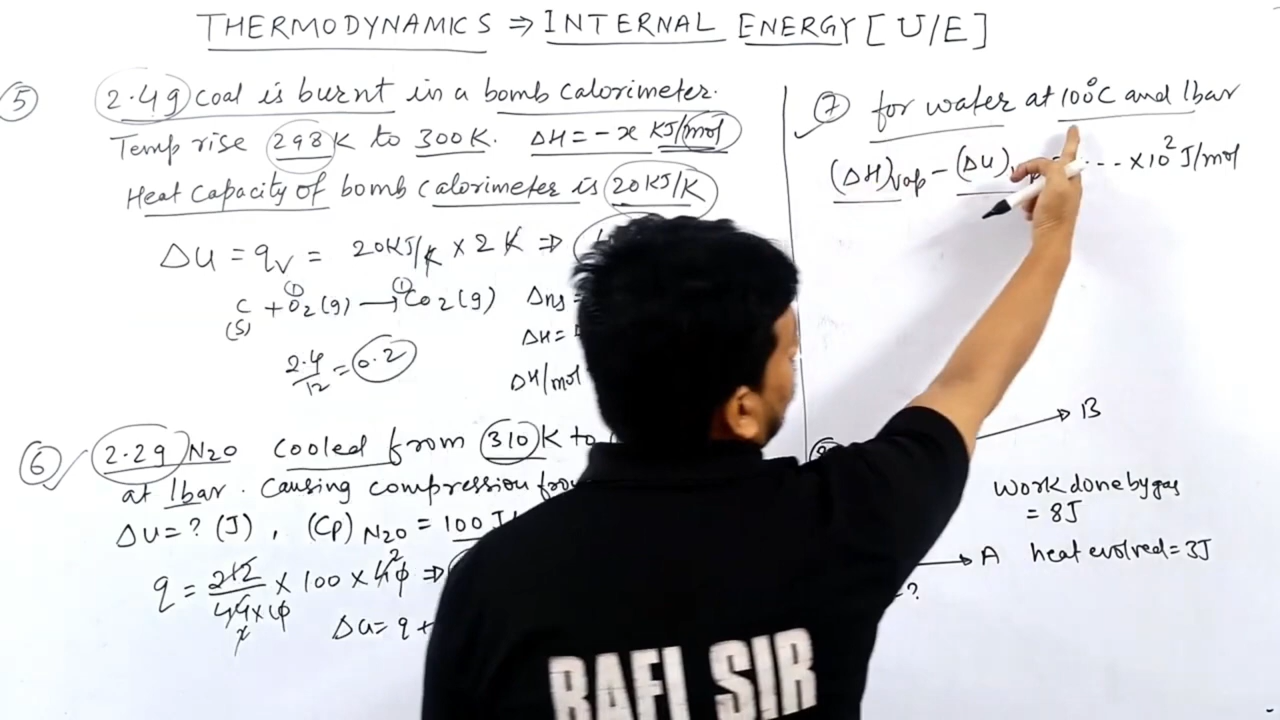 THERMODYNAMICS ⇒ INTERNAL ENERGY [U/E]
5 2.4g coal is burnt in a bomb calorimeter.
Temp rise 298K to 300K. ΔH = -x KJ/mol
Heat Capacity of bomb calorimeter is 20KJ/K
ΔU = qv = 20KJ/K × 2 K ⇒
C (S) + O2 (g) → CO2 (g)
1 1
Δng =
ΔH =
2.4/12 = 0.2
ΔH/mol
6 2.2g N2O cooled from 310 K to
at 1bar. Causing compression
ΔU = ? (J), (Cp) N2O = 100
q = × 100 × ⇒
2
Δu = q +
7 for water at 100°C and 1bar
(ΔH)vap - (ΔU) ... ×10² J/mol
B
work done by gas
= 8J
A heat evolved = 3J
= ?
RAFI SIR